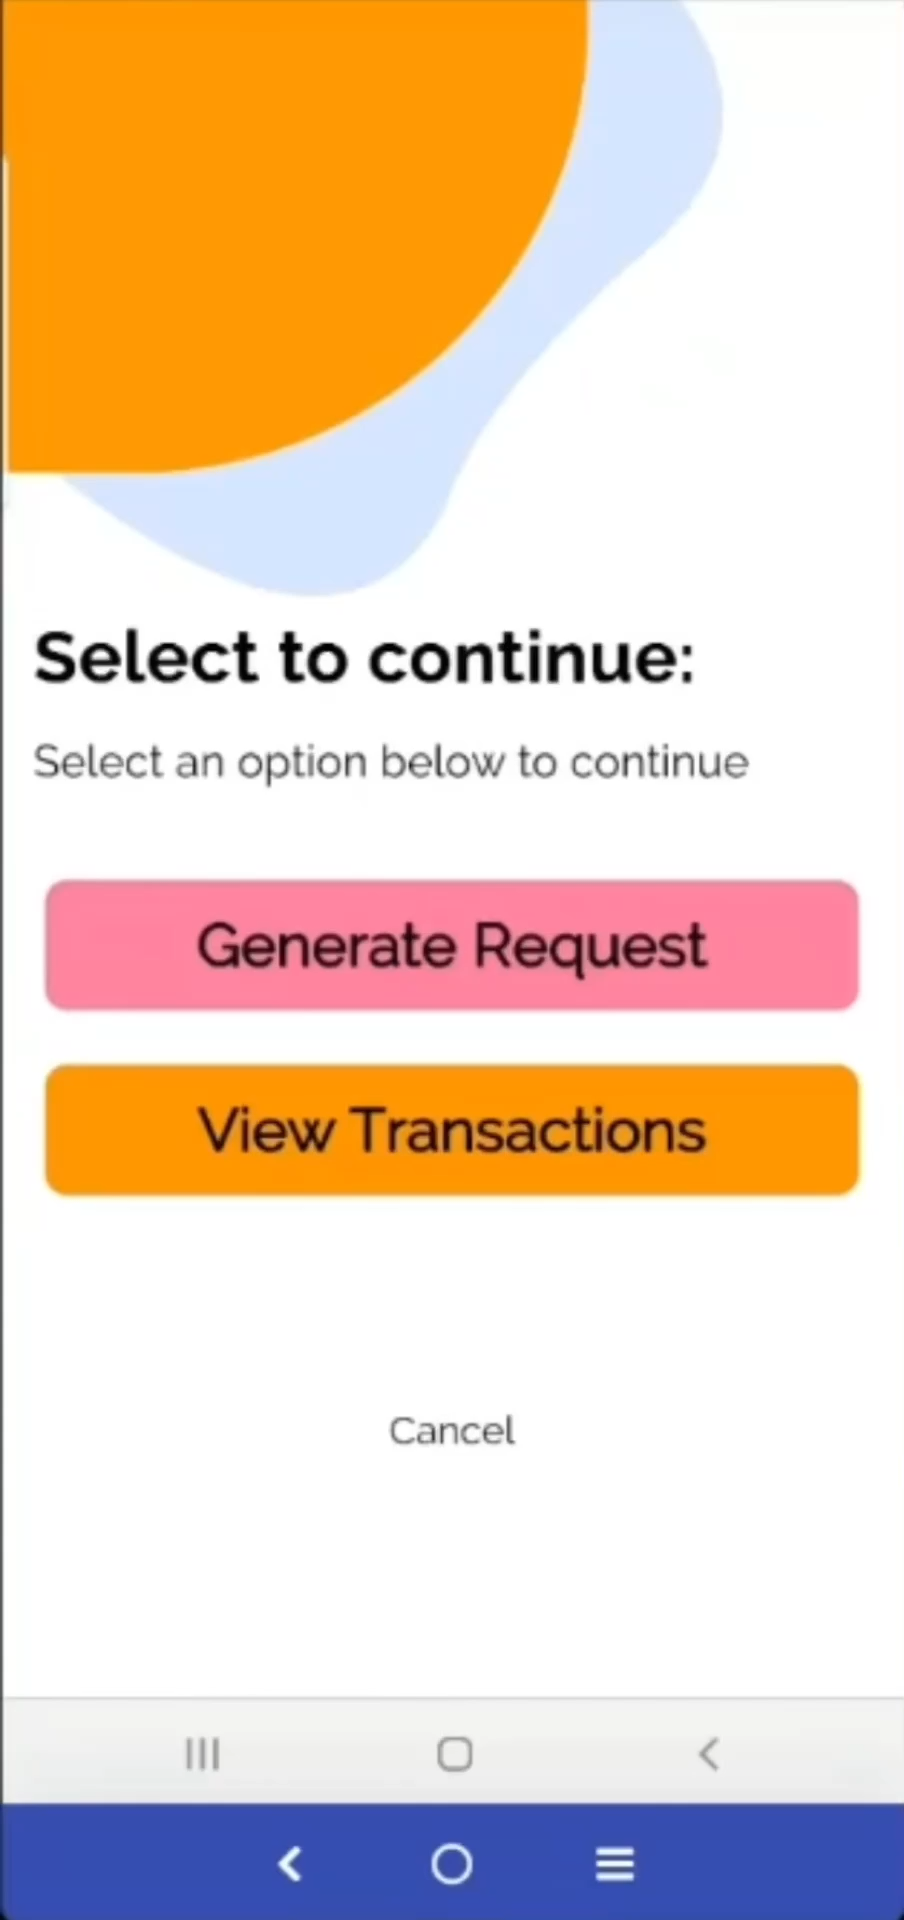 Select to continue:
Select an option below to continue
Generate Request
View Transactions
Cancel